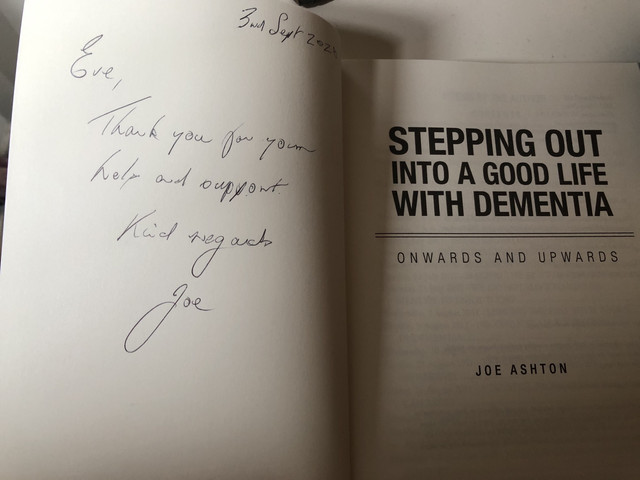 3rd Sept
Eve,
Thank you for your
help and support
Kind regards
Joe
STEPPING OUT
INTO A GOOD LIFE
WITH DEMENTIA
ONWARDS AND UPWARDS
JOE ASHTON